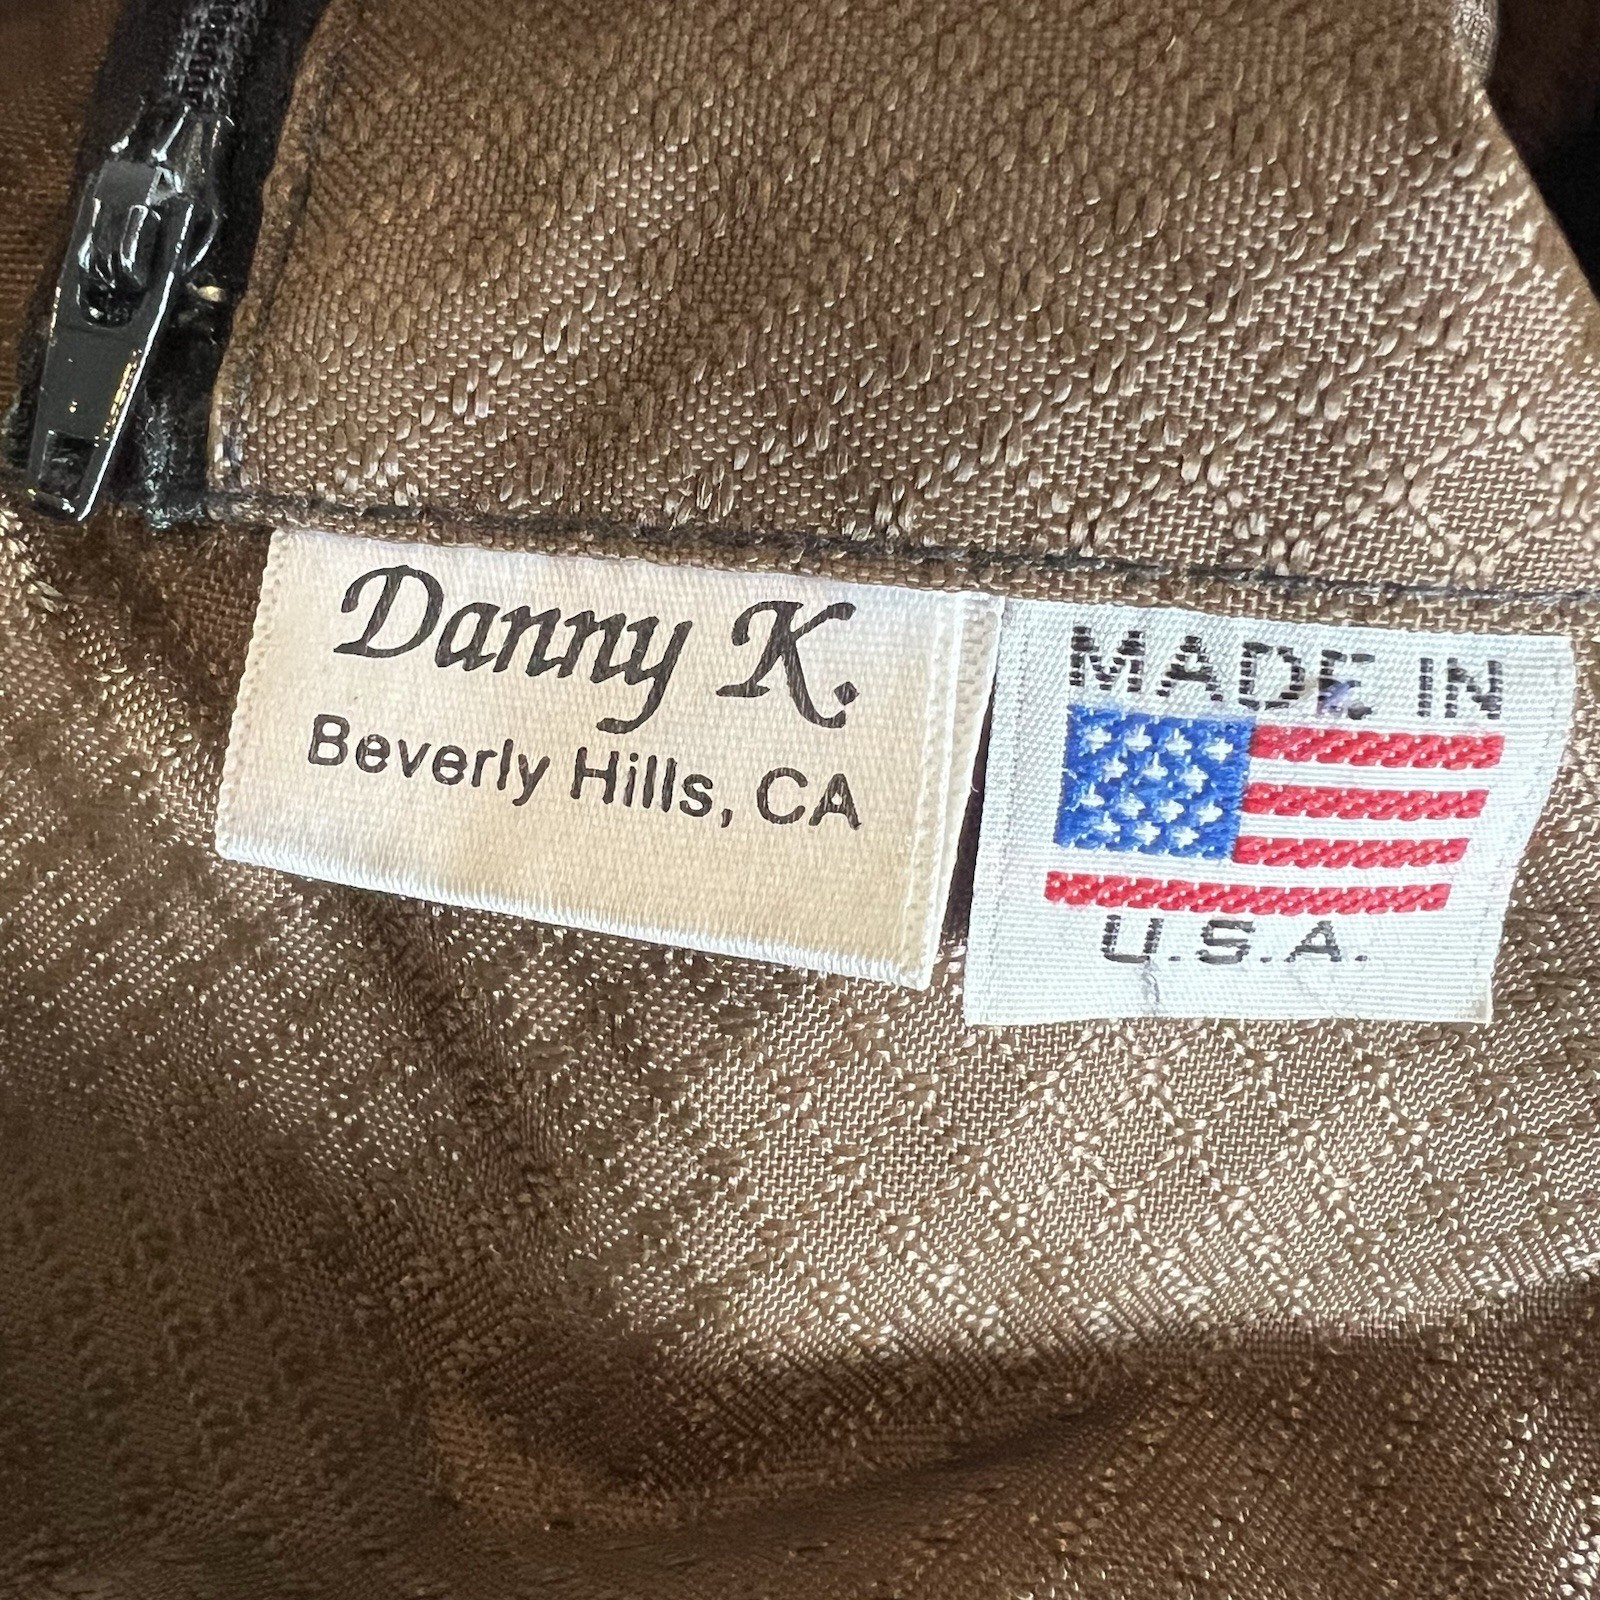 Danny K.
Beverly Hills, CA
MADE IN
U.S.A.